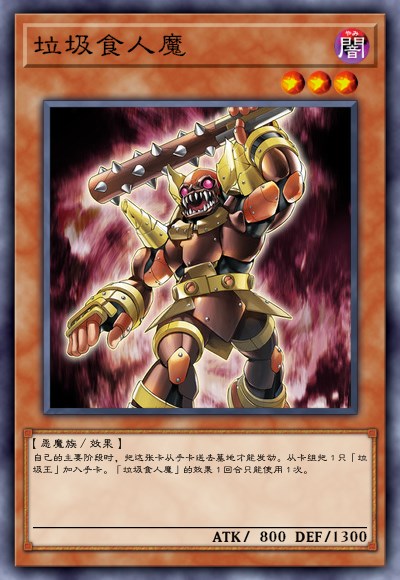 垃圾食人魔
やみ
闇
【恶魔族／效果】
自己的主要阶段时，把这张卡从手卡送去墓地才能发动。从卡组把1只「垃
圾王」加入手卡。「垃圾食人魔」的效果1回合只能使用1次。
ATK/ 800 DEF/1300